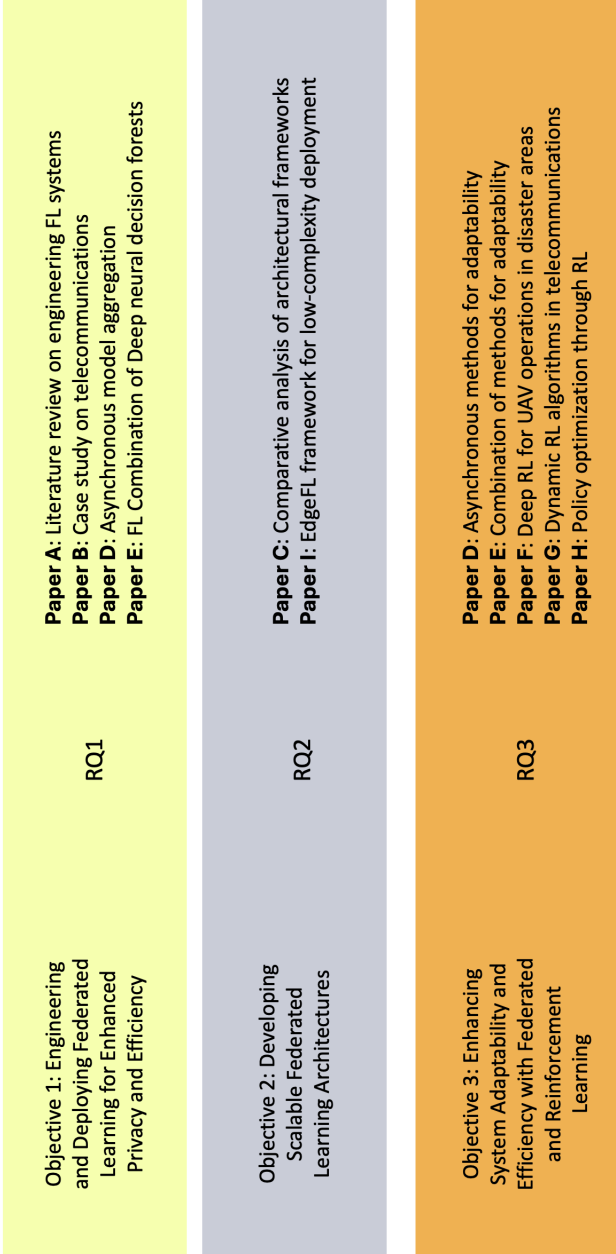 Objective 1: Engineering
and Deploying Federated
Learning for Enhanced
Privacy and Efficiency
RQ1
Paper A: Literature review on engineering FL systems
Paper B: Case study on telecommunications
Paper D: Asynchronous model aggregation
Paper E: FL Combination of Deep neural decision forests
Objective 2: Developing
Scalable Federated
Learning Architectures
RQ2
Paper C: Comparative analysis of architectural frameworks
Paper I: EdgeFL framework for low-complexity deployment
Objective 3: Enhancing
System Adaptability and
Efficiency with Federated
and Reinforcement
Learning
RQ3
Paper D: Asynchronous methods for adaptability
Paper E: Combination of methods for adaptability
Paper F: Deep RL for UAV operations in disaster areas
Paper G: Dynamic RL algorithms in telecommunications
Paper H: Policy optimization through RL